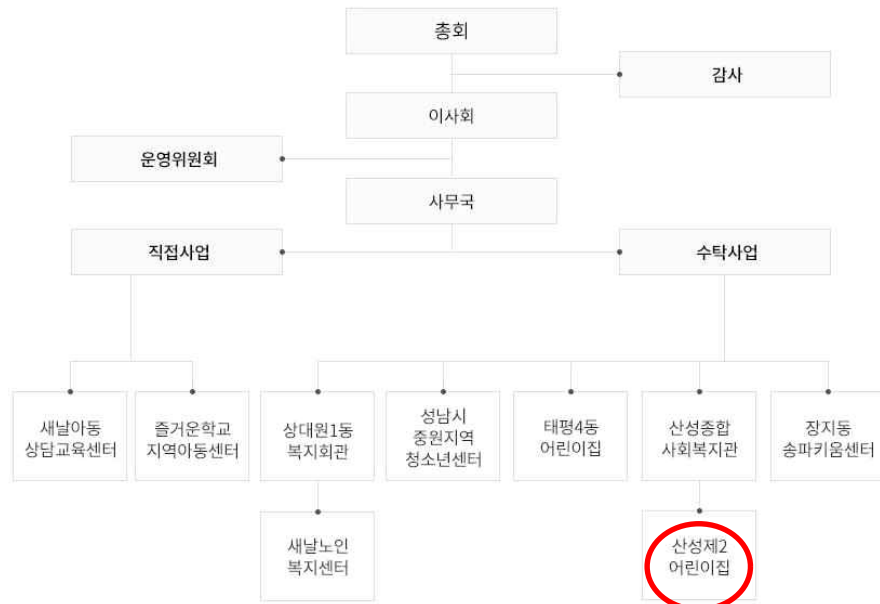 총회
감사
이사회
운영위원회
사무국
직접사업
수탁사업
새날아동
상담교육센터
즐거운학교
지역아동센터
상대원1동
복지회관
성남시
중원지역
청소년센터
태평4동
어린이집
산성종합
사회복지관
장지동
송파키움센터
새날노인
복지센터
산성제2
어린이집